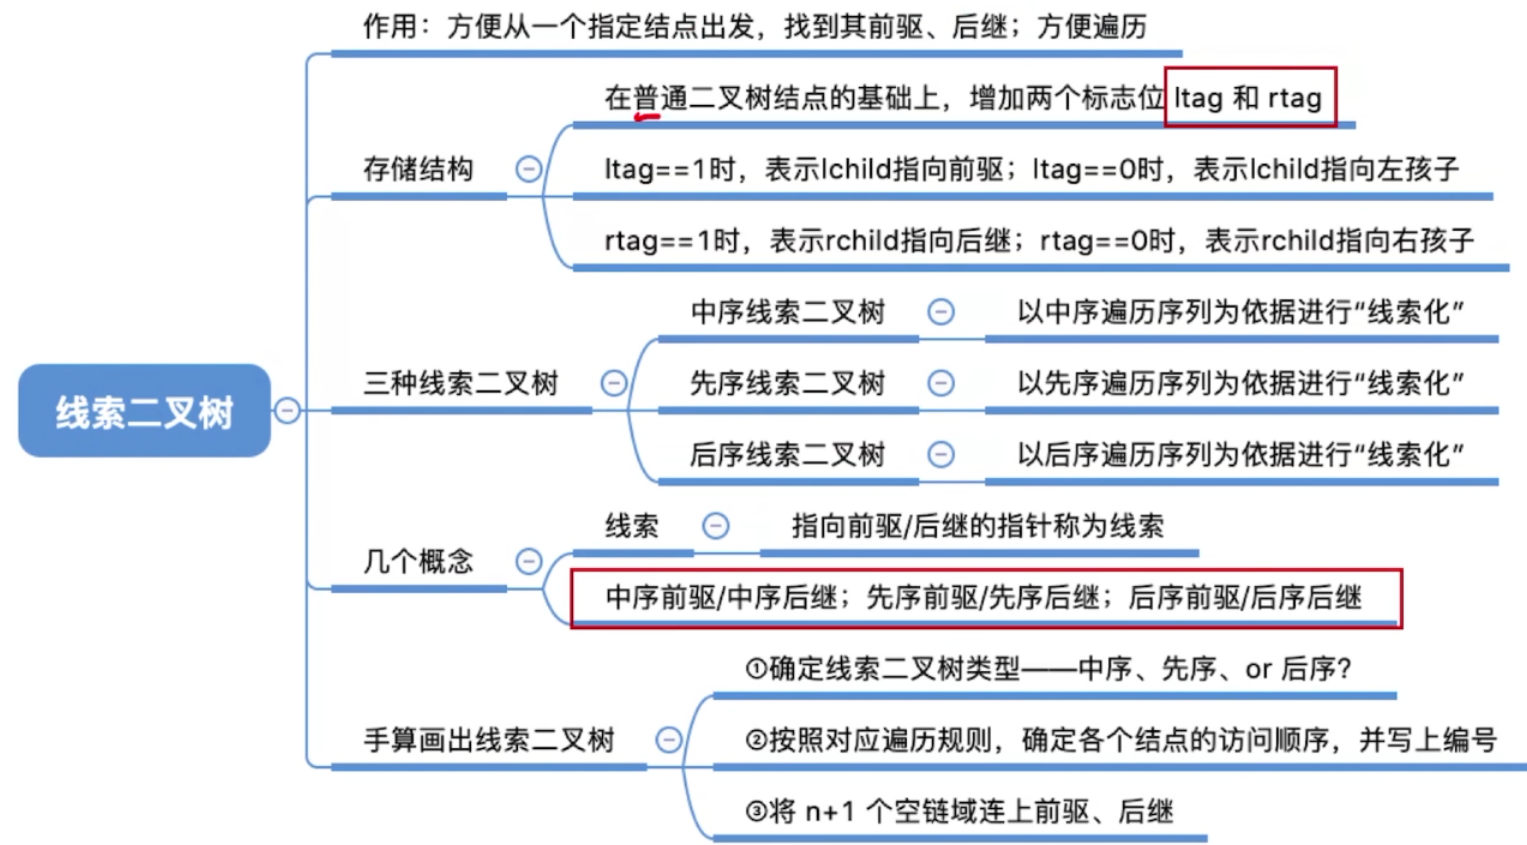 作用：方便从一个指定结点出发，找到其前驱、后继；方便遍历
在普通二叉树结点的基础上，增加两个标志位 ltag 和 rtag
存储结构
ltag==1时，表示lchild指向前驱；ltag==0时，表示lchild指向左孩子
rtag==1时，表示rchild指向后继；rtag==0时，表示rchild指向右孩子
中序线索二叉树
以中序遍历序列为依据进行“线索化”
三种线索二叉树
先序线索二叉树
以先序遍历序列为依据进行“线索化”
线索二叉树
后序线索二叉树
以后序遍历序列为依据进行“线索化”
线索
指向前驱/后继的指针称为线索
几个概念
中序前驱/中序后继；先序前驱/先序后继；后序前驱/后序后继
①确定线索二叉树类型——中序、先序、or 后序？
手算画出线索二叉树
②按照对应遍历规则，确定各个结点的访问顺序，并写上编号
③将 n+1 个空链域连上前驱、后继